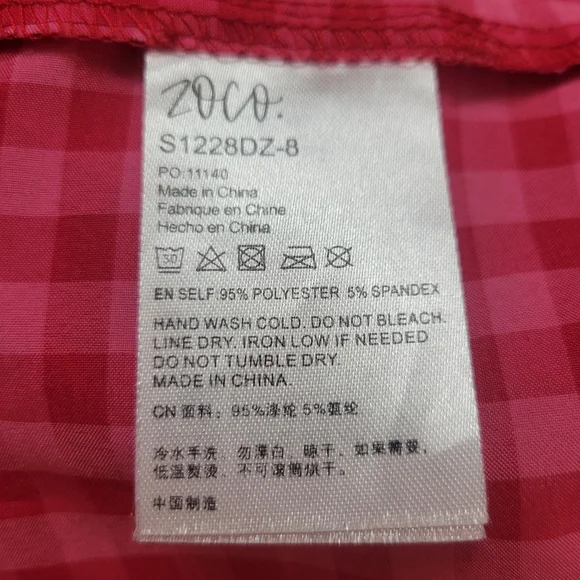 zoco.
S1228DZ-8
PO:11140
Made in China
Fabrique en Chine
Hecho en China
30
EN SELF:95% POLYESTER 5% SPANDEX
HAND WASH COLD. DO NOT BLEACH.
LINE DRY. IRON LOW IF NEEDED
DO NOT TUMBLE DRY.
MADE IN CHINA.
CN 面料：95%涤纶 5%氨纶
冷水手洗、勿漂白、晾干、如果需要，
低温熨烫、不可滚筒烘干。
中国制造